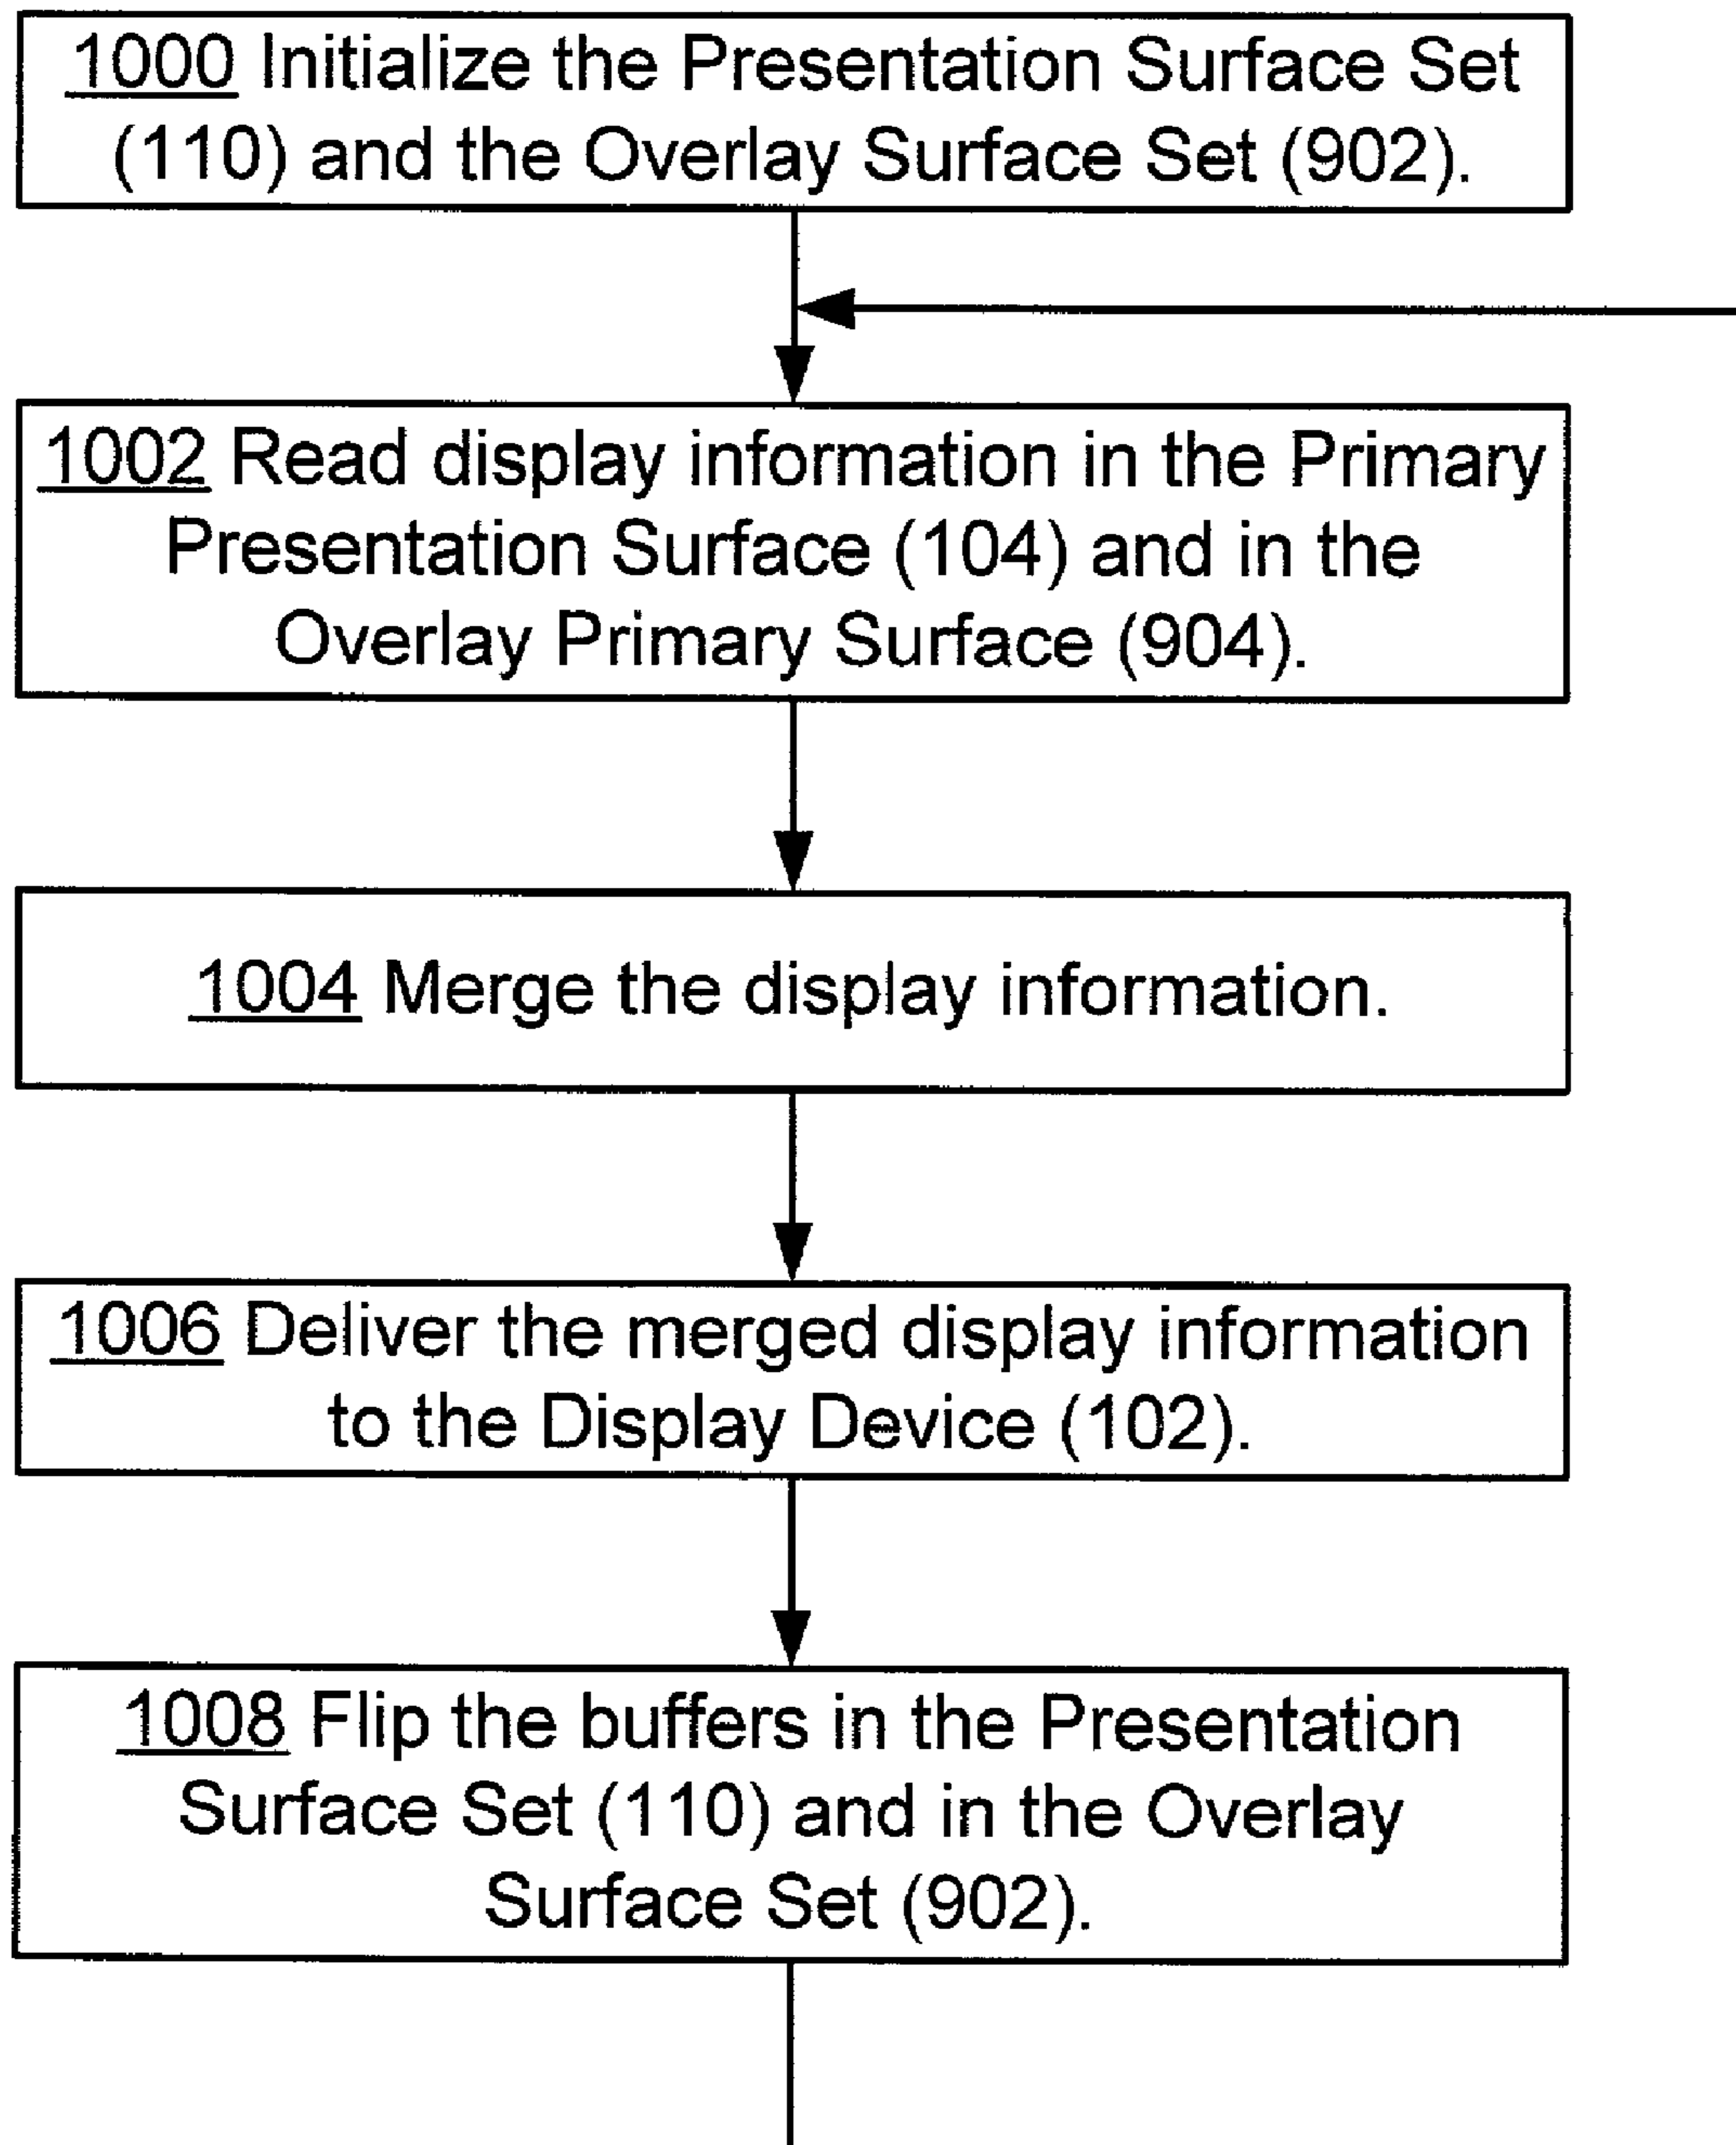 1000 Initialize the Presentation Surface Set
(110) and the Overlay Surface Set (902).
1002 Read display information in the Primary
Presentation Surface (104) and in the
Overlay Primary Surface (904).
1004 Merge the display information.
1006 Deliver the merged display information
to the Display Device (102).
1008 Flip the buffers in the Presentation
Surface Set (110) and in the Overlay
Surface Set (902).